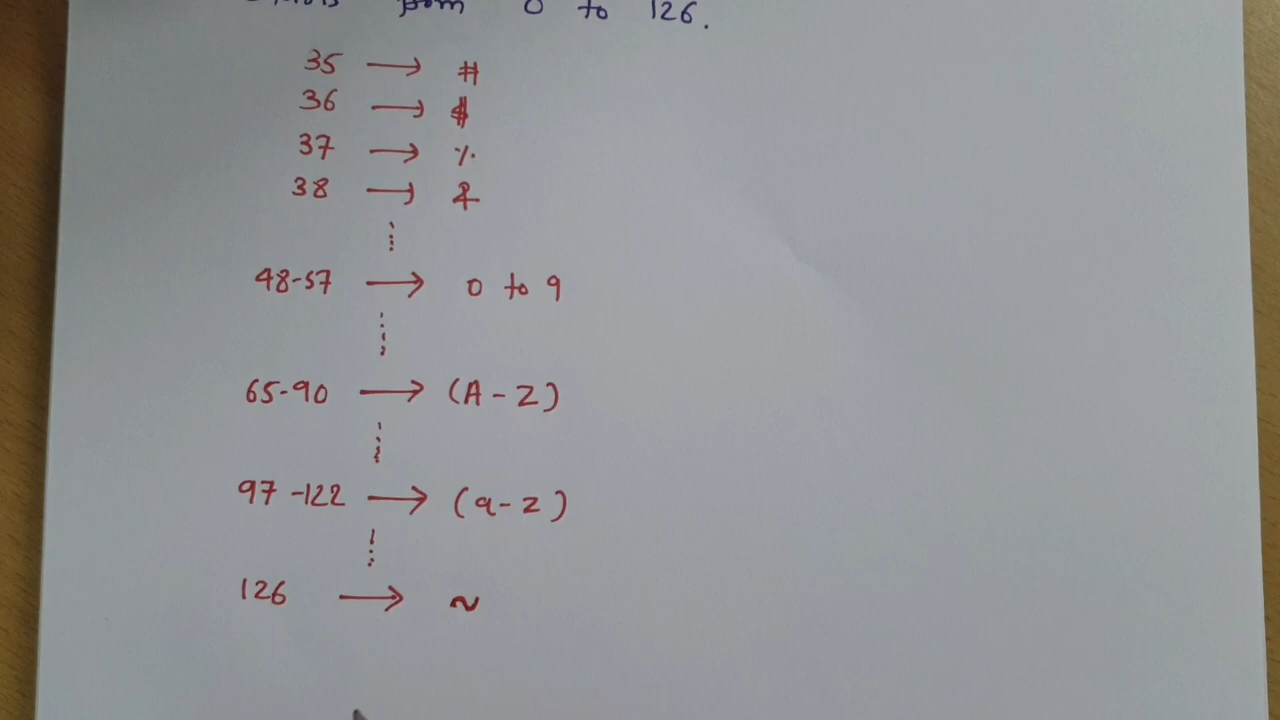 from 0 to 126.
35 → #
36 → $
37 → %
38 → &
48-57 → 0 to 9
65-90 → (A - Z)
97-122 → (a-z)
126 → ~